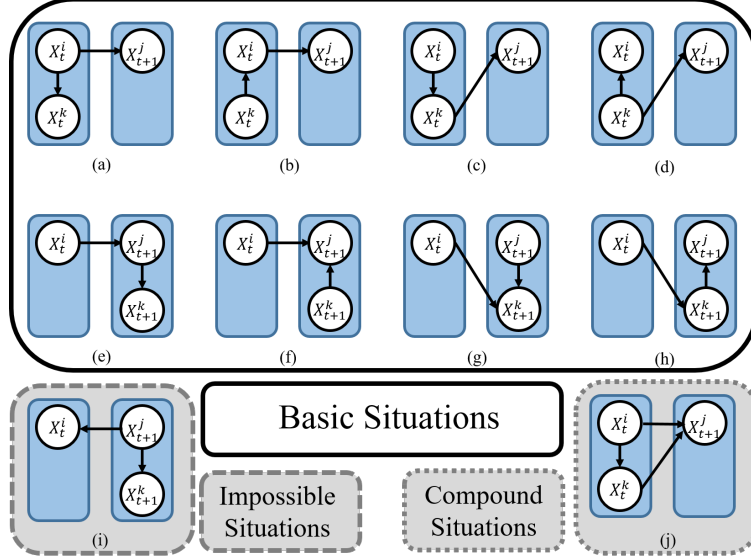 X_t^i X_{t+1}^j X_t^i X_{t+1}^j X_t^i X_{t+1}^j X_t^i X_{t+1}^j
X_t^k X_t^k X_t^k X_t^k
(a) (b) (c) (d)
X_t^i X_{t+1}^j X_t^i X_{t+1}^j X_t^i X_{t+1}^j X_t^i X_{t+1}^j
X_{t+1}^k X_{t+1}^k X_{t+1}^k X_{t+1}^k
(e) (f) (g) (h)
X_t^i X_{t+1}^j
X_{t+1}^k
(i)
Basic Situations
Impossible
Situations
Compound
Situations
X_t^i X_{t+1}^j
X_t^k
(j)